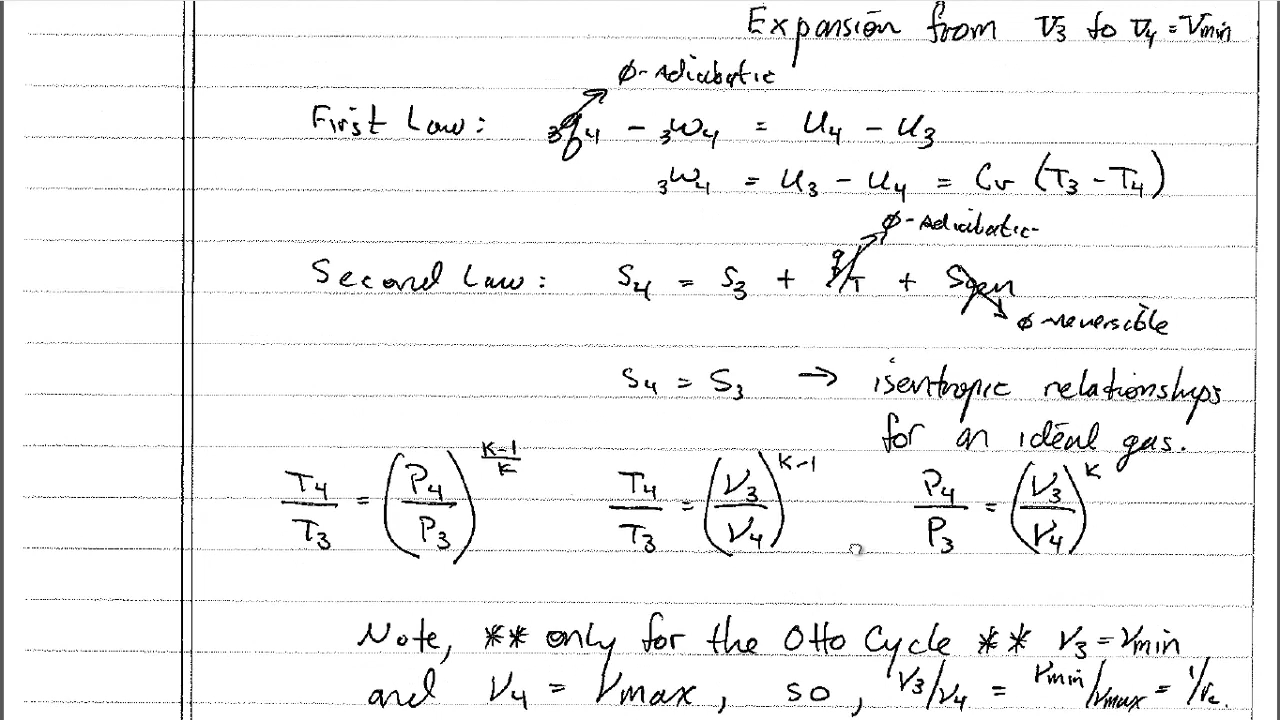 Expansion from V3 to V4 = Vmin
ø-adiabatic
First Law: 3q4 - 3W4 = U4 - U3
3W4 = U3 - U4 = Cv (T3 - T4)
ø-adiabatic
Second Law: S4 = S3 + q/T + Sgen
ø-reversible
S4 = S3 → isentropic relationships
for an ideal gas.
T4/T3 = (P4/P3)^(K-1/K) T4/T3 = (V3/V4)^(K-1) P4/P3 = (V3/V4)^K
Note, ** only for the Otto Cycle ** V3 = Vmin
and V4 = Vmax, so, V3/V4 = Vmin/Vmax = 1/rc.